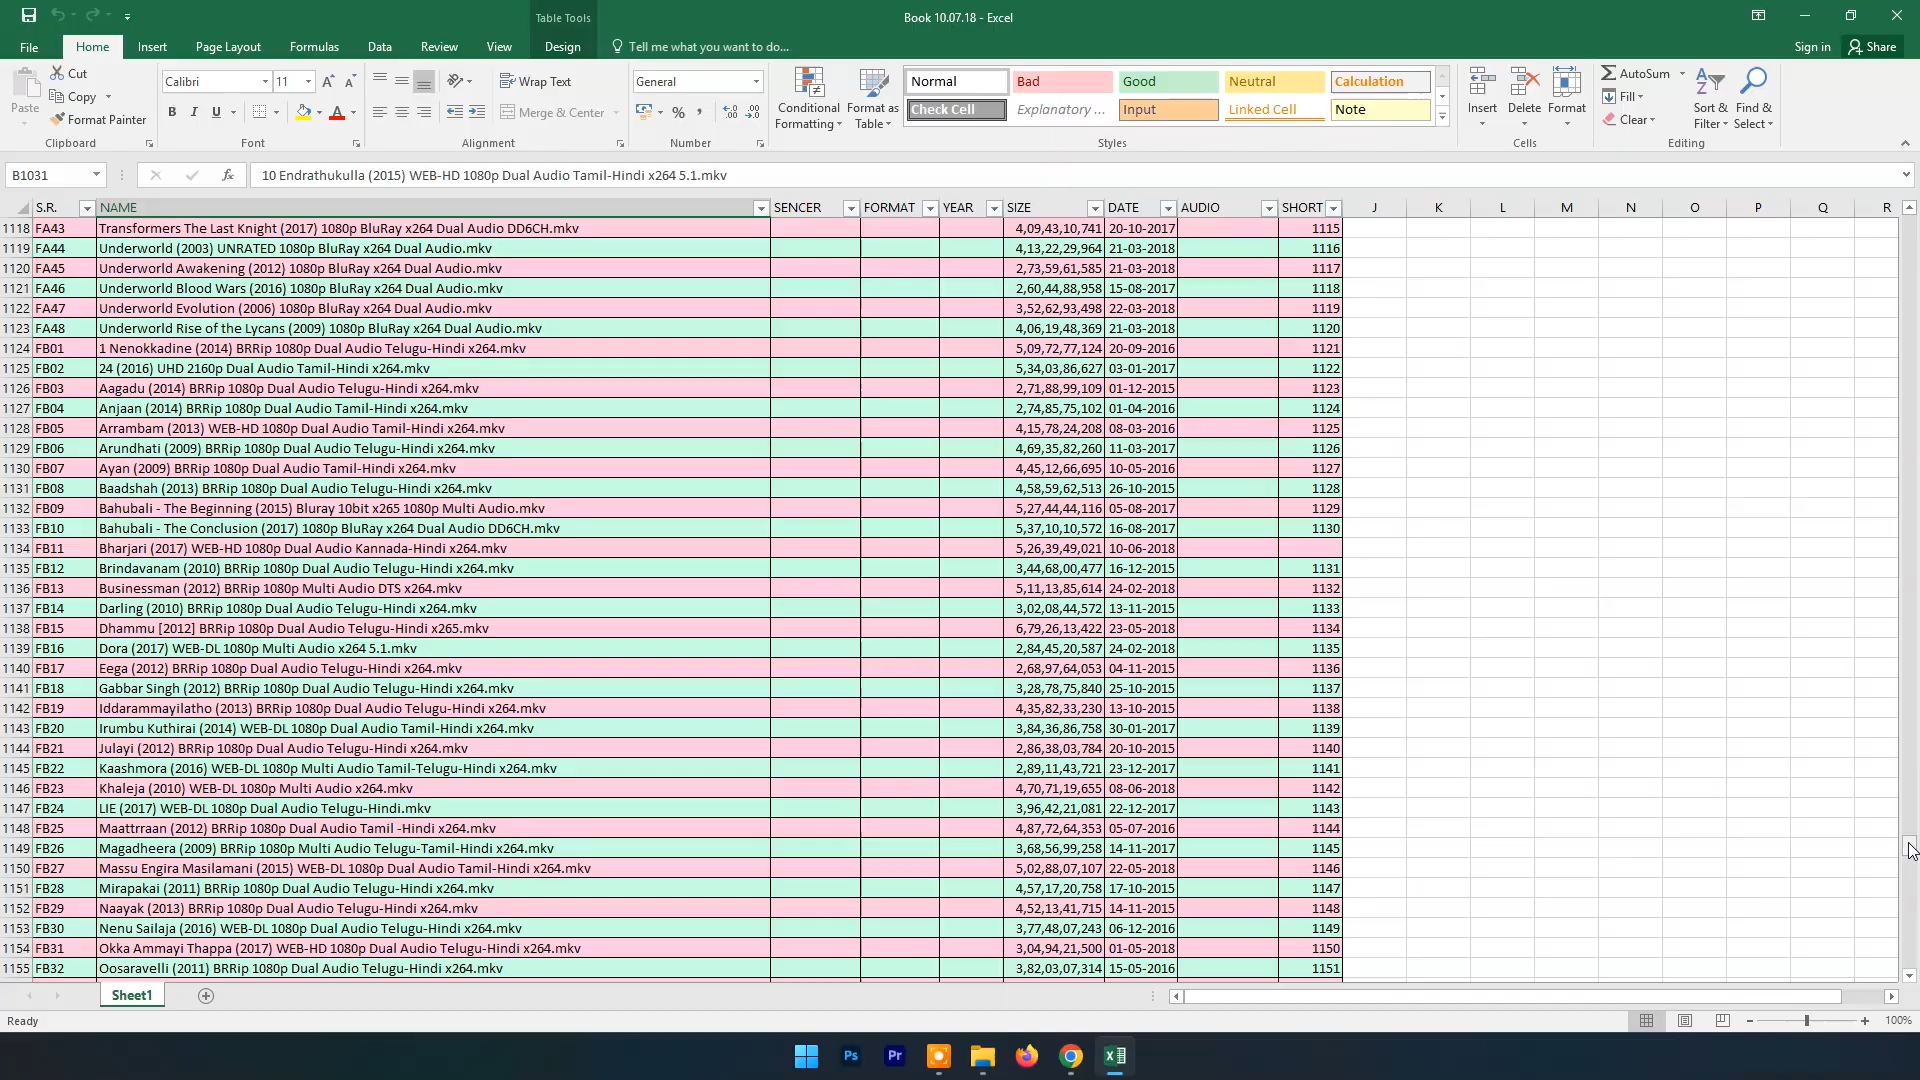 Table Tools
Book 10.07.18 - Excel
File Home Insert Page Layout Formulas Data Review View Design Tell me what you want to do... Sign in Share
Paste Cut Copy Format Painter
Calibri 11 Wrap Text General
B I U Merge & Center % ,
Conditional Formatting Format as Table
Normal Bad Good Neutral Calculation
Check Cell Explanatory ... Input Linked Cell Note
Insert Delete Format AutoSum Fill Clear Sort & Filter Find & Select
Clipboard Font Alignment Number Styles Cells Editing
B1031 fx 10 Endrathukulla (2015) WEB-HD 1080p Dual Audio Tamil-Hindi x264 5.1.mkv
S.R. NAME SENCER FORMAT YEAR SIZE DATE AUDIO SHORT J K L M N O P Q R
1118 FA43 Transformers The Last Knight (2017) 1080p BluRay x264 Dual Audio DD6CH.mkv 4,09,43,10,741 20-10-2017 1115
1119 FA44 Underworld (2003) UNRATED 1080p BluRay x264 Dual Audio.mkv 4,13,22,29,964 21-03-2018 1116
1120 FA45 Underworld Awakening (2012) 1080p BluRay x264 Dual Audio.mkv 2,73,59,61,585 21-03-2018 1117
1121 FA46 Underworld Blood Wars (2016) 1080p BluRay x264 Dual Audio.mkv 2,60,44,88,958 15-08-2017 1118
1122 FA47 Underworld Evolution (2006) 1080p BluRay x264 Dual Audio.mkv 3,52,62,93,498 22-03-2018 1119
1123 FA48 Underworld Rise of the Lycans (2009) 1080p BluRay x264 Dual Audio.mkv 4,06,19,48,369 21-03-2018 1120
1124 FB01 1 Nenokkadine (2014) BRRip 1080p Dual Audio Telugu-Hindi x264.mkv 5,09,72,77,124 20-09-2016 1121
1125 FB02 24 (2016) UHD 2160p Dual Audio Tamil-Hindi x264.mkv 5,34,03,86,627 03-01-2017 1122
1126 FB03 Aagadu (2014) BRRip 1080p Dual Audio Telugu-Hindi x264.mkv 2,71,88,99,109 01-12-2015 1123
1127 FB04 Anjaan (2014) BRRip 1080p Dual Audio Tamil-Hindi x264.mkv 2,74,85,75,102 01-04-2016 1124
1128 FB05 Arrambam (2013) WEB-HD 1080p Dual Audio Tamil-Hindi x264.mkv 4,15,78,24,208 08-03-2016 1125
1129 FB06 Arundhati (2009) BRRip 1080p Dual Audio Telugu-Hindi x264.mkv 4,69,35,82,260 11-03-2017 1126
1130 FB07 Ayan (2009) BRRip 1080p Dual Audio Tamil-Hindi x264.mkv 4,45,12,66,695 10-05-2016 1127
1131 FB08 Baadshah (2013) BRRip 1080p Dual Audio Telugu-Hindi x264.mkv 4,58,59,62,513 26-10-2015 1128
1132 FB09 Bahubali - The Beginning (2015) Bluray 10bit x265 1080p Multi Audio.mkv 5,27,44,44,116 05-08-2017 1129
1133 FB10 Bahubali - The Conclusion (2017) 1080p BluRay x264 Dual Audio DD6CH.mkv 5,37,10,10,572 16-08-2017 1130
1134 FB11 Bharjari (2017) WEB-HD 1080p Dual Audio Kannada-Hindi x264.mkv 5,26,39,49,021 10-06-2018
1135 FB12 Brindavanam (2010) BRRip 1080p Dual Audio Telugu-Hindi x264.mkv 3,44,68,00,477 16-12-2015 1131
1136 FB13 Businessman (2012) BRRip 1080p Multi Audio DTS x264.mkv 5,11,13,85,614 24-02-2018 1132
1137 FB14 Darling (2010) BRRip 1080p Dual Audio Telugu-Hindi x264.mkv 3,02,08,44,572 13-11-2015 1133
1138 FB15 Dhammu [2012] BRRip 1080p Dual Audio Telugu-Hindi x265.mkv 6,79,26,13,422 23-05-2018 1134
1139 FB16 Dora (2017) WEB-DL 1080p Multi Audio x264 5.1.mkv 2,84,45,20,587 24-02-2018 1135
1140 FB17 Eega (2012) BRRip 1080p Dual Audio Telugu-Hindi x264.mkv 2,68,97,64,053 04-11-2015 1136
1141 FB18 Gabbar Singh (2012) BRRip 1080p Dual Audio Telugu-Hindi x264.mkv 3,28,78,75,840 25-10-2015 1137
1142 FB19 Iddarammayilatho (2013) BRRip 1080p Dual Audio Telugu-Hindi x264.mkv 4,35,82,33,230 13-10-2015 1138
1143 FB20 Irumbu Kuthirai (2014) WEB-DL 1080p Dual Audio Tamil-Hindi x264.mkv 3,84,36,86,758 30-01-2017 1139
1144 FB21 Julayi (2012) BRRip 1080p Dual Audio Telugu-Hindi x264.mkv 2,86,38,03,784 20-10-2015 1140
1145 FB22 Kaashmora (2016) WEB-DL 1080p Multi Audio Tamil-Telugu-Hindi x264.mkv 2,89,11,43,721 23-12-2017 1141
1146 FB23 Khaleja (2010) WEB-DL 1080p Multi Audio x264.mkv 4,70,71,19,655 08-06-2018 1142
1147 FB24 LIE (2017) WEB-DL 1080p Dual Audio Telugu-Hindi.mkv 3,96,42,21,081 22-12-2017 1143
1148 FB25 Maattrraan (2012) BRRip 1080p Dual Audio Tamil -Hindi x264.mkv 4,87,72,64,353 05-07-2016 1144
1149 FB26 Magadheera (2009) BRRip 1080p Multi Audio Telugu-Tamil-Hindi x264.mkv 3,68,56,99,258 14-11-2017 1145
1150 FB27 Massu Engira Masilamani (2015) WEB-DL 1080p Dual Audio Tamil-Hindi x264.mkv 5,02,88,07,107 22-05-2018 1146
1151 FB28 Mirapakai (2011) BRRip 1080p Dual Audio Telugu-Hindi x264.mkv 4,57,17,20,758 17-10-2015 1147
1152 FB29 Naayak (2013) BRRip 1080p Dual Audio Telugu-Hindi x264.mkv 4,52,13,41,715 14-11-2015 1148
1153 FB30 Nenu Sailaja (2016) WEB-DL 1080p Dual Audio Telugu-Hindi x264.mkv 3,77,48,07,243 06-12-2016 1149
1154 FB31 Okka Ammayi Thappa (2017) WEB-HD 1080p Dual Audio Telugu-Hindi x264.mkv 3,04,94,21,500 01-05-2018 1150
1155 FB32 Oosaravelli (2011) BRRip 1080p Dual Audio Telugu-Hindi x264.mkv 3,82,03,07,314 15-05-2016 1151
Sheet1
Ready 100%
Ps Pr